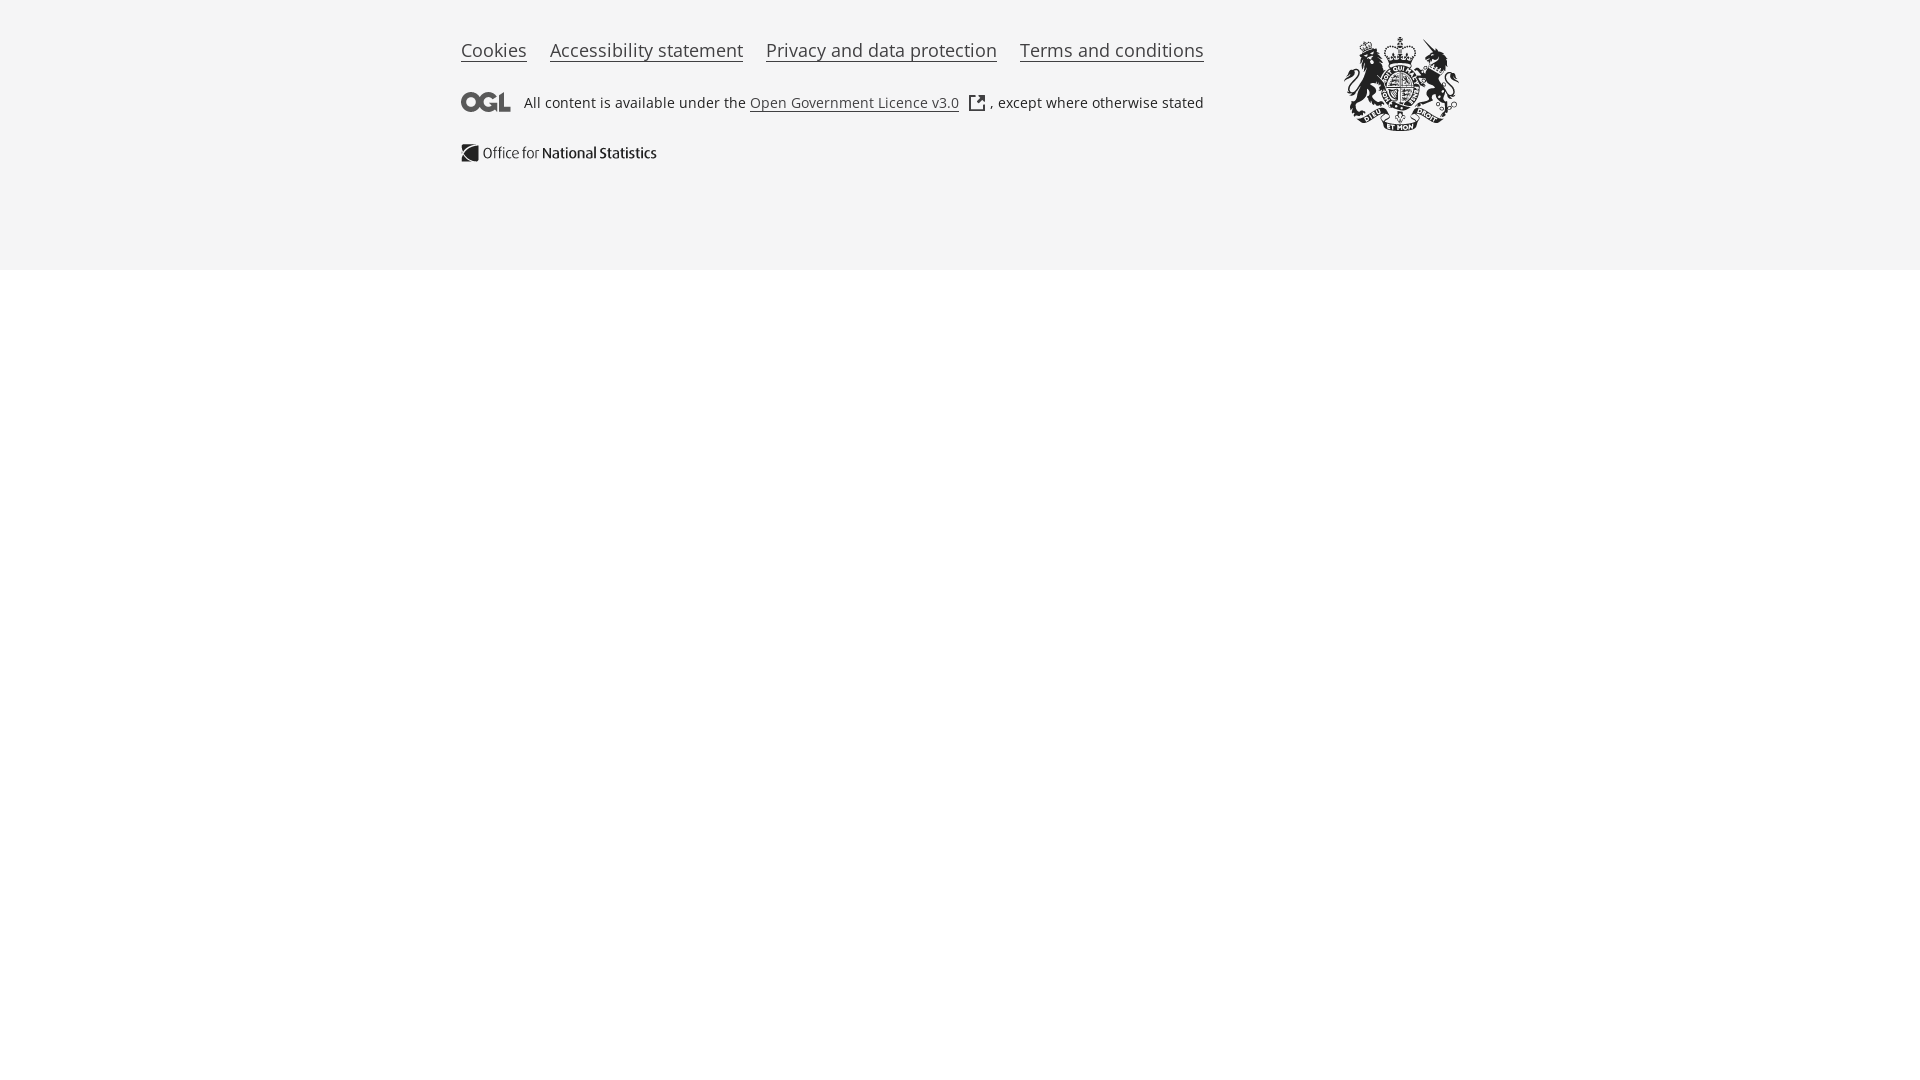 Cookies Accessibility statement Privacy and data protection Terms and conditions
OGL All content is available under the Open Government Licence v3.0 , except where otherwise stated
Office for National Statistics
DIEU ET MON DROIT